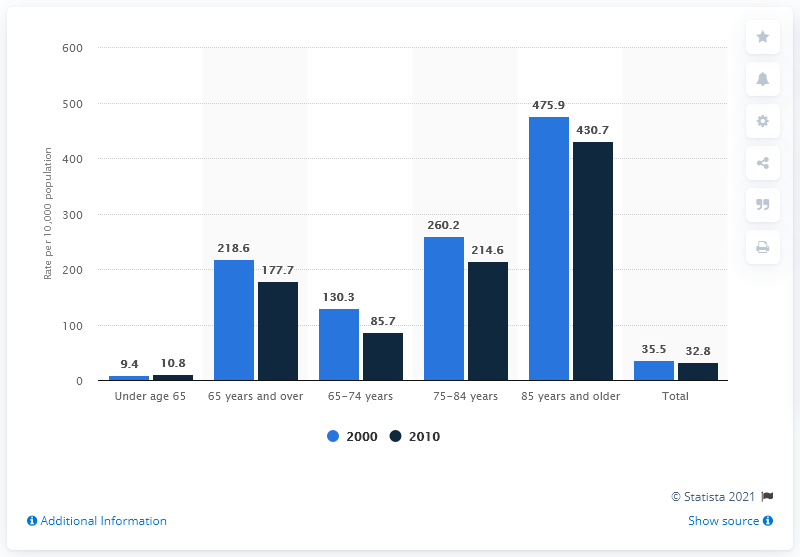 Rate per 10,000 population
600
500
400
300
200
100
0
9.4
10.8
218.6
177.7
130.3
85.7
260.2
214.6
475.9
430.7
35.5
32.8
Under age 65
65 years and over
65-74 years
75-84 years
85 years and older
Total
2000
2010
© Statista 2021
Additional Information
Show source